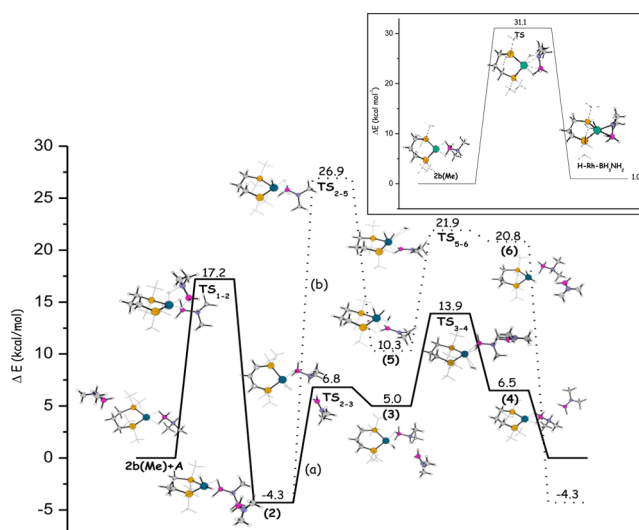 31.1
TS
30
20
10
0
ΔE (kcal mol⁻¹)
2b(Me)
H-Rh-BH₂NH₂
1.0
30
25
20
15
10
5
0
-5
Δ E (kcal/mol)
26.9
TS₂₋₅
21.9
TS₅₋₆
20.8
(6)
17.2
TS₁₋₂
(b)
13.9
TS₃₋₄
10.3
(5)
6.8
TS₂₋₃
5.0
(3)
6.5
(4)
2b(Me)+A
(a)
-4.3
(2)
-4.3